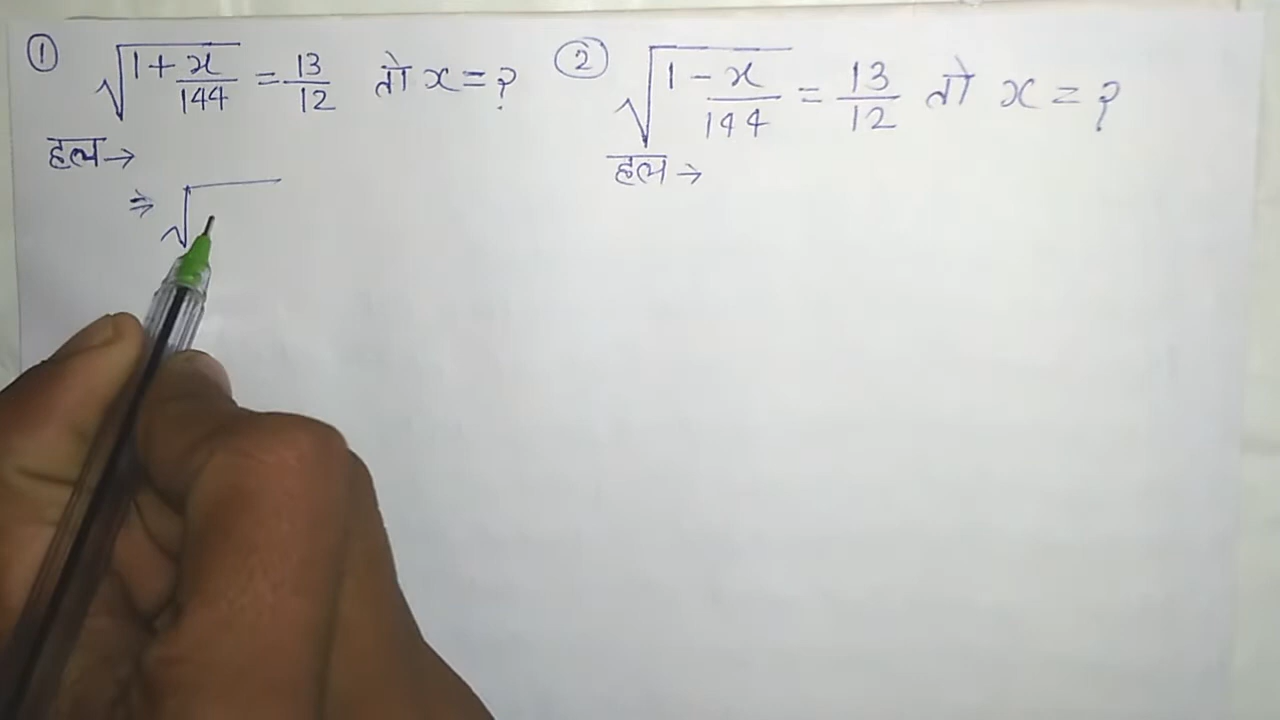 ① √(1 + x/144) = 13/12 तो x = ?
हल →
⇒ √
② √(1 - x/144) = 13/12 तो x = ?
हल →